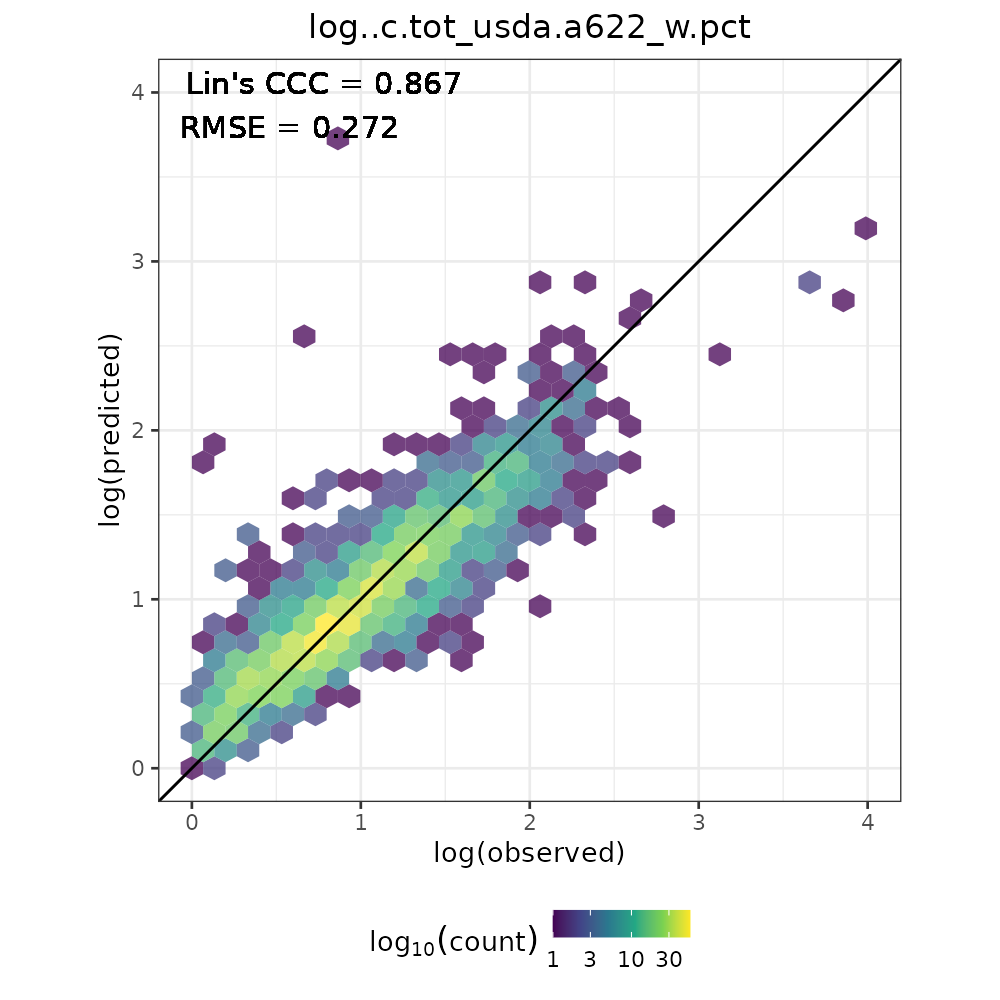 log..c.tot_usda.a622_w.pct
Lin's CCC = 0.867
RMSE = 0.272
4
3
2
1
0
log(predicted)
0 1 2 3 4
log(observed)
log10(count)
1 3 10 30